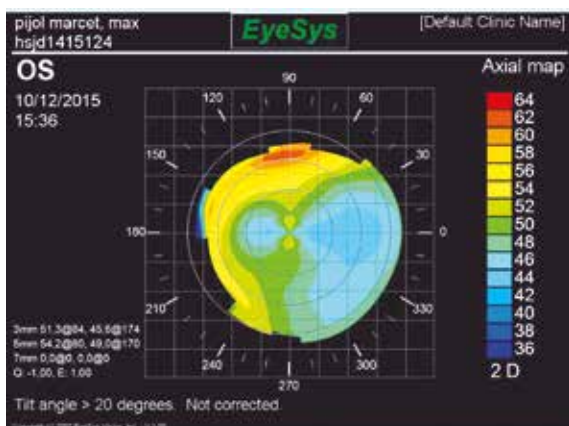 pijol marcet, max
hsjd1415124
EyeSys
[Default Clinic Name]
OS
Axial map
10/12/2015
15:36
90
120
60
150
30
180
0
210
330
240
300
270
64
62
60
58
56
54
52
50
48
46
44
42
40
38
36
2 D
3mm 51,3@84, 45,6@174
5mm 54,2@80, 49,0@170
7mm 0,0@0, 0,0@0
Q: -1,00, E: 1,00
Tilt angle > 20 degrees. Not corrected.